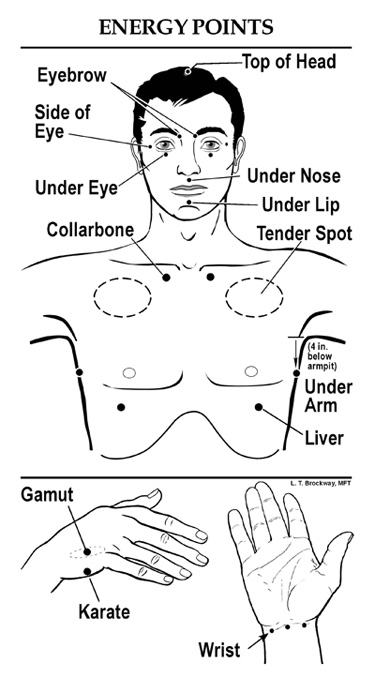 ENERGY POINTS
Top of Head
Eyebrow
Side of
Eye
Under Eye
Under Nose
Under Lip
Collarbone
Tender Spot
(4 in.
below
armpit)
Under
Arm
Liver
L. T. Brockway, MFT
Gamut
Karate
Wrist